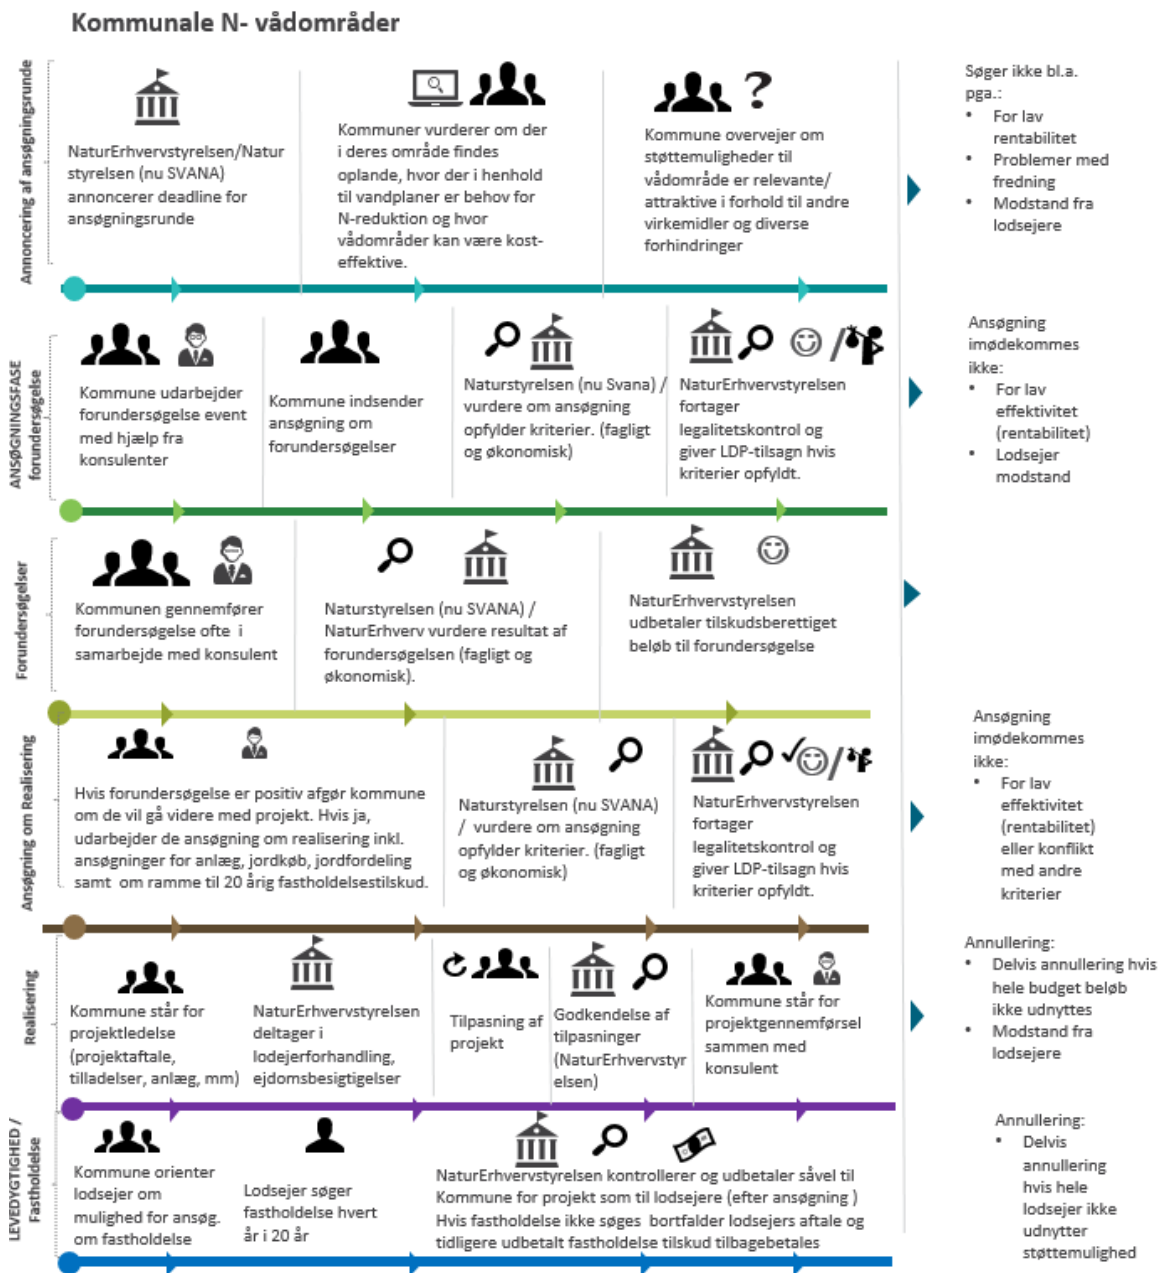 Kommunale N- vådområder
Annoncering af ansøgningsrunde
NaturErhvervstyrelsen/Natur
styrelsen (nu SVANA)
annoncerer deadline for
ansøgningsrunde
Kommuner vurderer om der
i deres område findes
oplande, hvor der i henhold
til vandplaner er behov for
N-reduktion og hvor
vådområder kan være kost-
effektive.
?
Kommune overvejer om
støttemuligheder til
vådområde er relevante/
attraktive i forhold til andre
virkemidler og diverse
forhindringer
Søger ikke bl.a.
pga.:
• For lav
rentabilitet
• Problemer med
fredning
• Modstand fra
lodsejere
ANSØGNINGSFASE
forundersøgelse
Kommune udarbejder
forundersøgelse event
med hjælp fra
konsulenter
Kommune indsender
ansøgning om
forundersøgelser
Naturstyrelsen (nu Svana) /
vurdere om ansøgning
opfylder kriterier. (fagligt
og økonomisk)
/
NaturErhvervstyrelsen
fortager
legalitetskontrol og
giver LDP-tilsagn hvis
kriterier opfyldt.
Ansøgning
imødekommes
ikke:
• For lav
effektivitet
(rentabilitet)
• Lodsejer
modstand
Forundersøgelser
Kommunen gennemfører
forundersøgelse ofte i
samarbejde med konsulent
Naturstyrelsen (nu SVANA) /
NaturErhverv vurdere resultat af
forundersøgelsen (fagligt og
økonomisk).
NaturErhvervstyrelsen
udbetaler tilskudsberettiget
beløb til forundersøgelse
Ansøgning om Realisering
Hvis forundersøgelse er positiv afgør kommune
om de vil gå videre med projekt. Hvis ja,
udarbejder de ansøgning om realisering inkl.
ansøgninger for anlæg, jordkøb, jordfordeling
samt om ramme til 20 årig fastholdelsestilskud.
Naturstyrelsen (nu SVANA)
/ vurdere om ansøgning
opfylder kriterier. (fagligt
og økonomisk)
/
NaturErhvervstyrelsen
fortager
legalitetskontrol og
giver LDP-tilsagn hvis
kriterier opfyldt.
Ansøgning
imødekommes
ikke:
• For lav
effektivitet
(rentabilitet)
eller konflikt
med andre
kriterier
Realisering
Kommune står for
projektledelse
(projektaftale,
tilladelser, anlæg, mm)
NaturErhvervstyrelsen
deltager i
lodejerforhandling,
ejdomsbesigtigelser
Tilpasning af
projekt
Godkendelse af
tilpasninger
(NaturErhvervstyr
elsen)
Kommune står for
projektgennemførsel
sammen med
konsulent
Annullering:
• Delvis annullering hvis
hele budget beløb
ikke udnyttes
• Modstand fra
lodsejere
LEVEDYGTIGHED /
Fastholdelse
Kommune orienter
lodsejer om
mulighed for ansøg.
om fastholdelse
Lodsejer søger
fastholdelse hvert
år i 20 år
NaturErhvervstyrelsen kontrollerer og udbetaler såvel til
Kommune for projekt som til lodsejere (efter ansøgning )
Hvis fastholdelse ikke søges bortfalder lodsejers aftale og
tidligere udbetalt fastholdelse tilskud tilbagebetales
Annullering:
• Delvis
annullering
hvis hele
lodsejer ikke
udnytter
støttemulighed